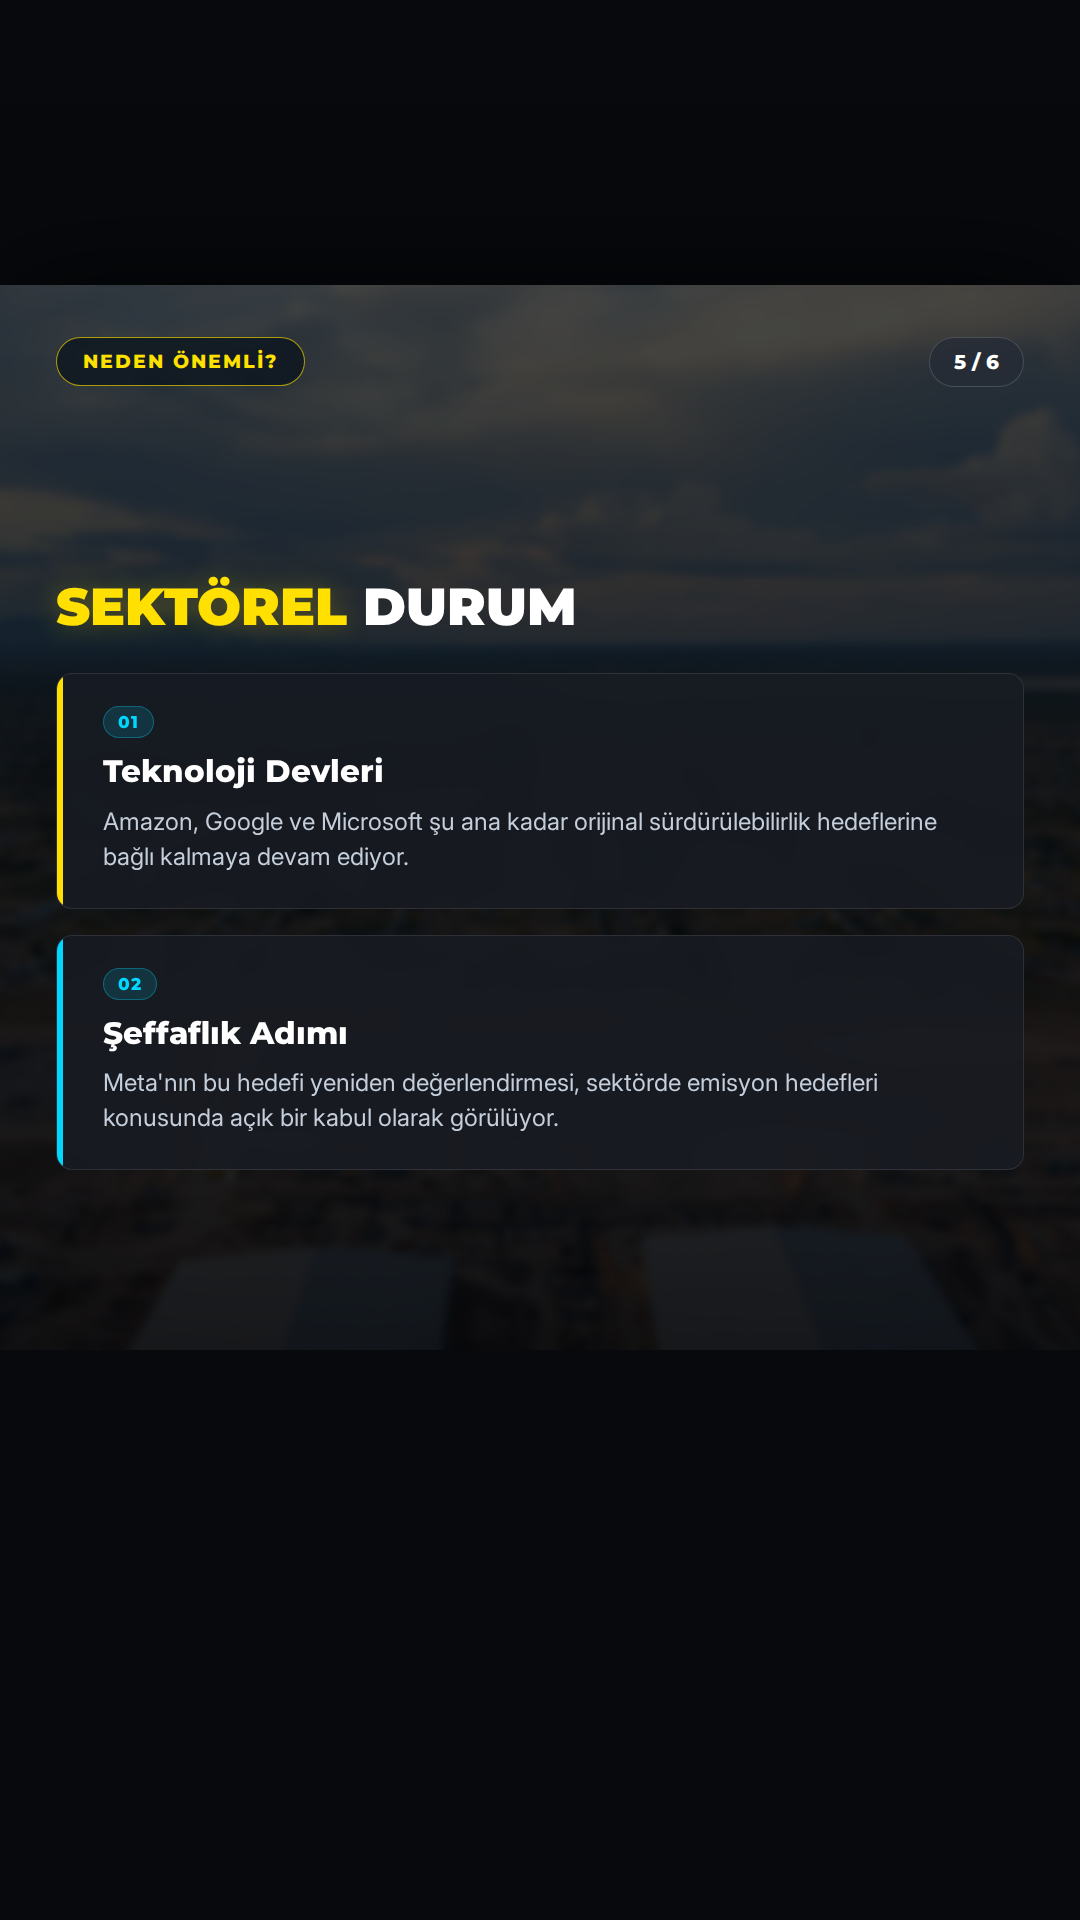 NEDEN ÖNEMLİ?
5 / 6
SEKTÖREL DURUM
01
Teknoloji Devleri
Amazon, Google ve Microsoft şu ana kadar orijinal sürdürülebilirlik hedeflerine
bağlı kalmaya devam ediyor.
02
Şeffaflık Adımı
Meta'nın bu hedefi yeniden değerlendirmesi, sektörde emisyon hedefleri
konusunda açık bir kabul olarak görülüyor.